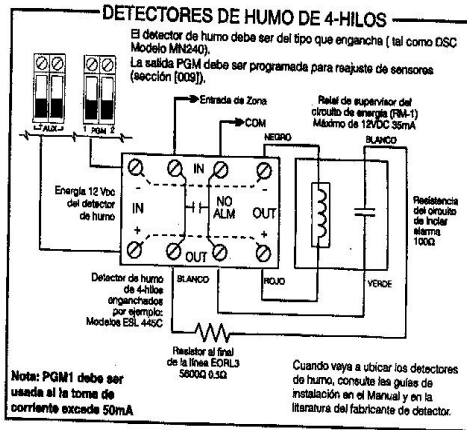 DETECTORES DE HUMO DE 4-HILOS
El detector de humo debe ser del tipo que engancha ( tal como DSC
Modelo MN240).
La salida PGM debe ser programada para reajuste de sensores
(sección [009]).
AUX
1 PGM 2
Entrada de Zona
COM
NEGRO
Relai de supervisor del
circuito de energía (RM-1)
Máximo de 12VDC 35mA
BLANCO
Energía 12 Vdc
del detector
de humo
IN
-
-
IN
NO
ALM
OUT
+
+
OUT
Resistencia
del circuito
de inciar
alarma
100Ω
Detector de humo
de 4-hilos
enganchados
por ejemplo:
Modelos ESL 445C
BLANCO
ROJO
VERDE
Resistor al final
de la línea EORL3
5600Ω 0.5Ω
Nota: PGM1 debe ser
usada si la toma de
corriente excede 50mA
Cuando vaya a ubicar los detectores
de humo, consulte las guías de
instalación en el Manual y en la
literatura del fabricante de detector.